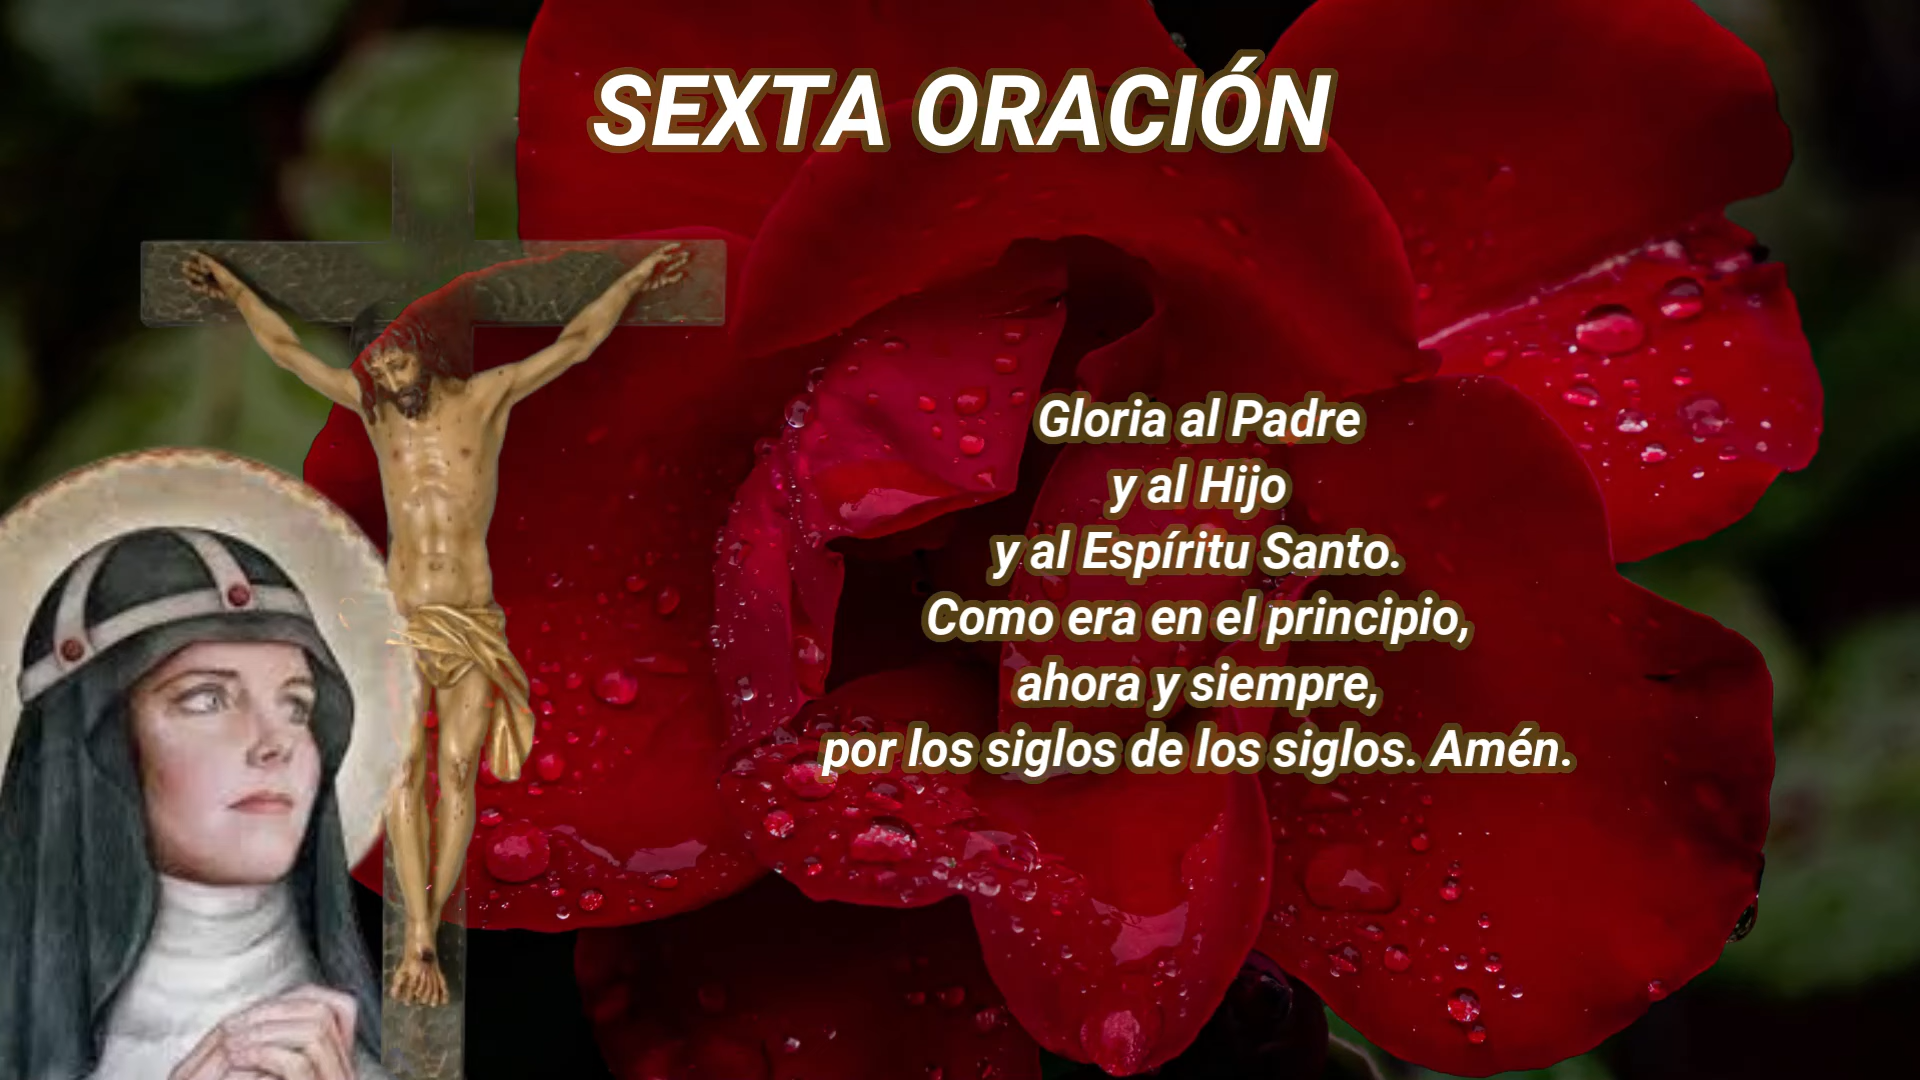 SEXTA ORACIÓN
Gloria al Padre
y al Hijo
y al Espíritu Santo.
Como era en el principio,
ahora y siempre,
por los siglos de los siglos. Amén.